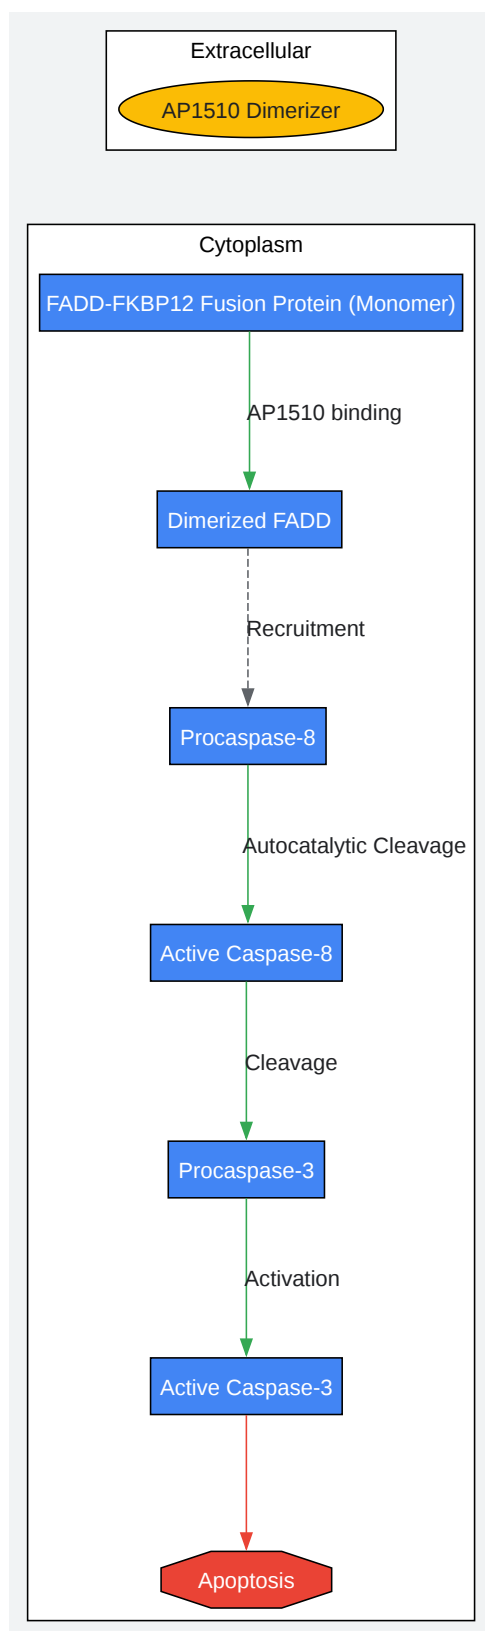 Extracellular
AP1510 Dimerizer
Cytoplasm
FADD-FKBP12 Fusion Protein (Monomer)
AP1510 binding
Dimerized FADD
Recruitment
Procaspase-8
Autocatalytic Cleavage
Active Caspase-8
Cleavage
Procaspase-3
Activation
Active Caspase-3
Apoptosis